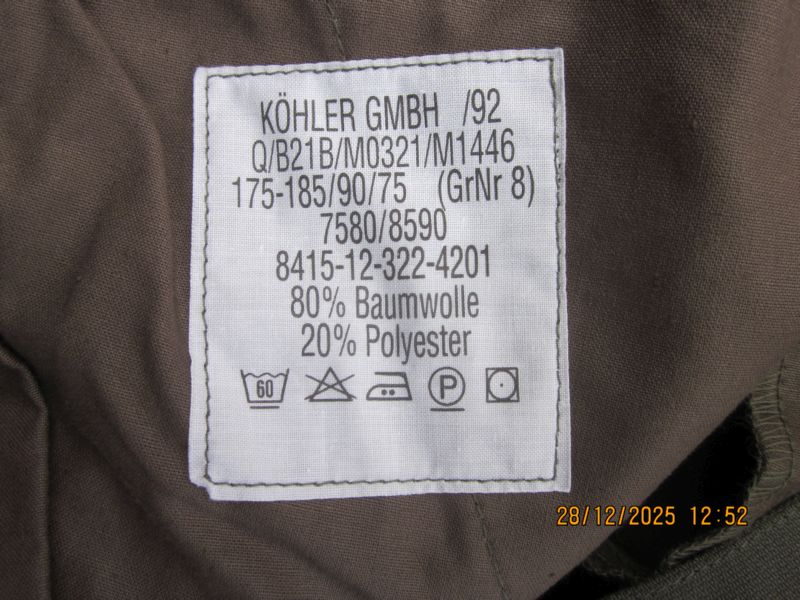 KÖHLER GMBH /92
Q/B21B/M0321/M1446
175-185/90/75 (GrNr 8)
7580/8590
8415-12-322-4201
80% Baumwolle
20% Polyester
60 P
28/12/2025 12:52